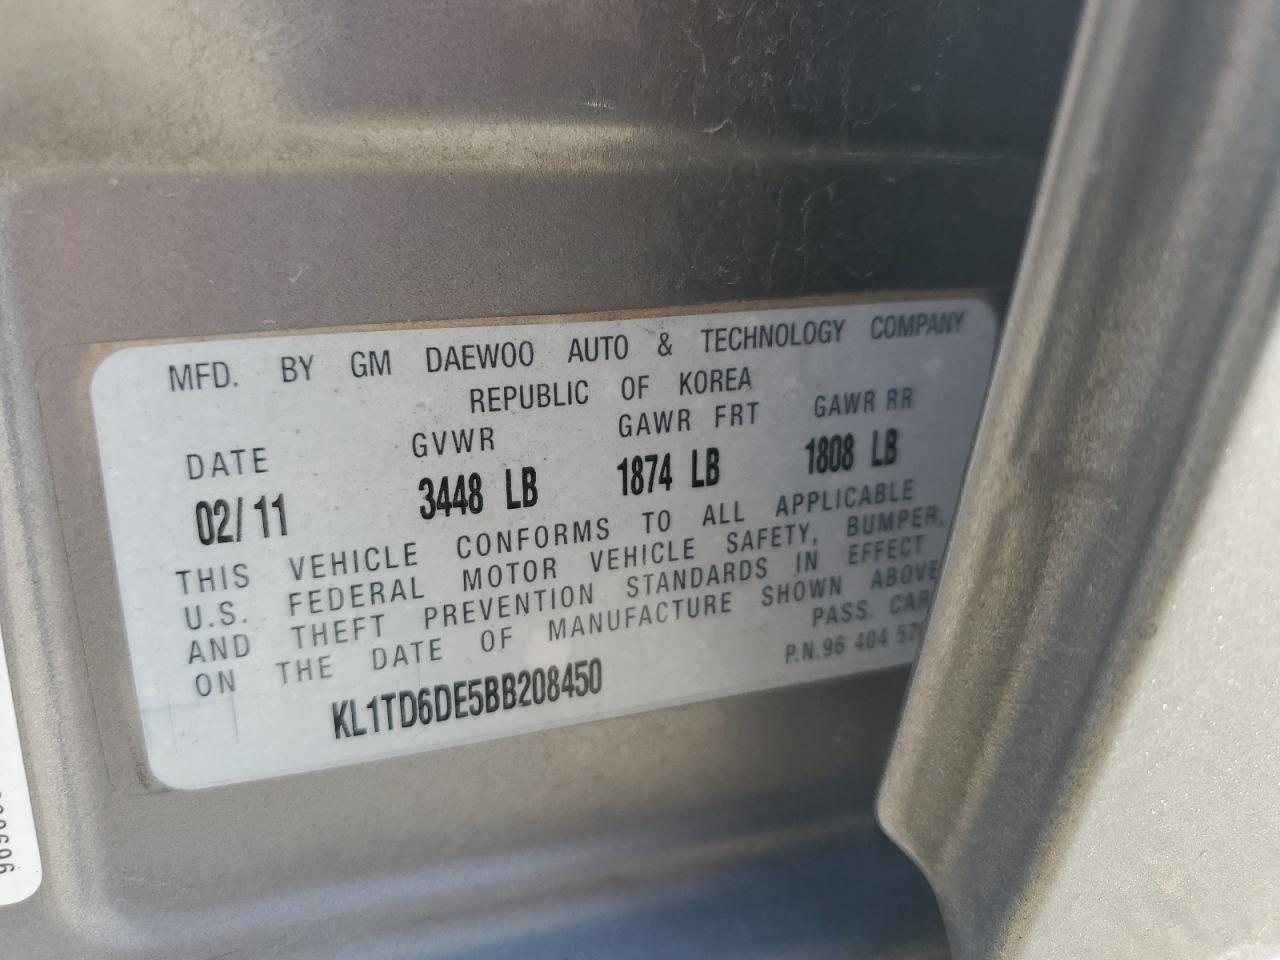 MFD. BY GM DAEWOO AUTO & TECHNOLOGY COMPANY
REPUBLIC OF KOREA
DATE GVWR GAWR FRT GAWR RR
02/11 3448 LB 1874 LB 1808 LB
THIS VEHICLE CONFORMS TO ALL APPLICABLE
U.S. FEDERAL MOTOR VEHICLE SAFETY, BUMPER,
AND THEFT PREVENTION STANDARDS IN EFFECT
ON THE DATE OF MANUFACTURE SHOWN ABOVE
PASS. CAR
KL1TD6DE5BB208450
P.N.96 404